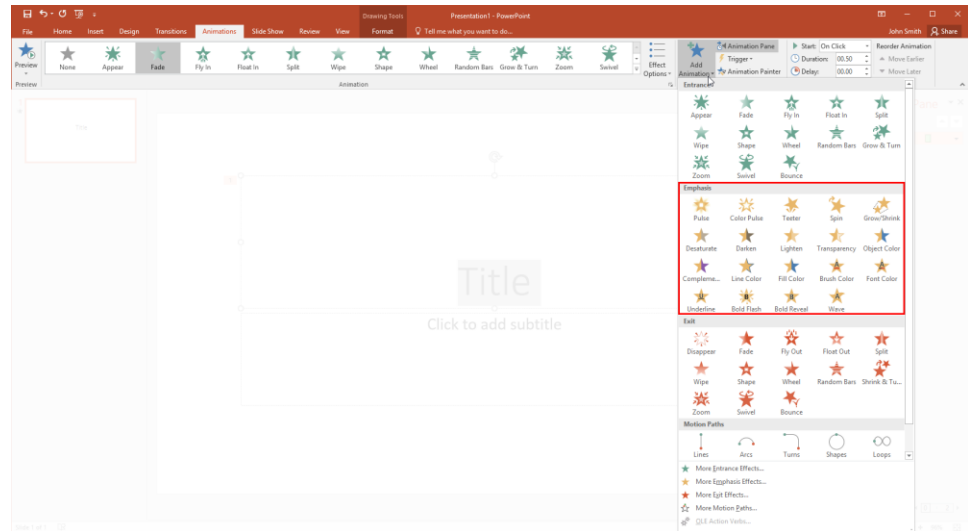 Drawing Tools Presentation1 - PowerPoint
File Home Insert Design Transitions Animations Slide Show Review View Format Tell me what you want to do... John Smith Share
Preview None Appear Fade Fly In Float In Split Wipe Shape Wheel Random Bars Grow & Turn Zoom Swivel Effect Options Add Animation Animation Pane Trigger Animation Painter Start: On Click Duration: 00.50 Delay: 00.00 Reorder Animation Move Earlier Move Later
Preview Animation
Entrance
Appear Fade Fly In Float In Split
Wipe Shape Wheel Random Bars Grow & Turn
Zoom Swivel Bounce
Emphasis
Pulse Color Pulse Teeter Spin Grow/Shrink
Desaturate Darken Lighten Transparency Object Color
Compleme... Line Color Fill Color Brush Color Font Color
Underline Bold Flash Bold Reveal Wave
Exit
Disappear Fade Fly Out Float Out Split
Wipe Shape Wheel Random Bars Shrink & Tu...
Zoom Swivel Bounce
Motion Paths
Lines Arcs Turns Shapes Loops
More Entrance Effects...
More Emphasis Effects...
More Exit Effects...
More Motion Paths...
OLE Action Verbs...
Title
Title
Click to add subtitle
Slide 1 of 1